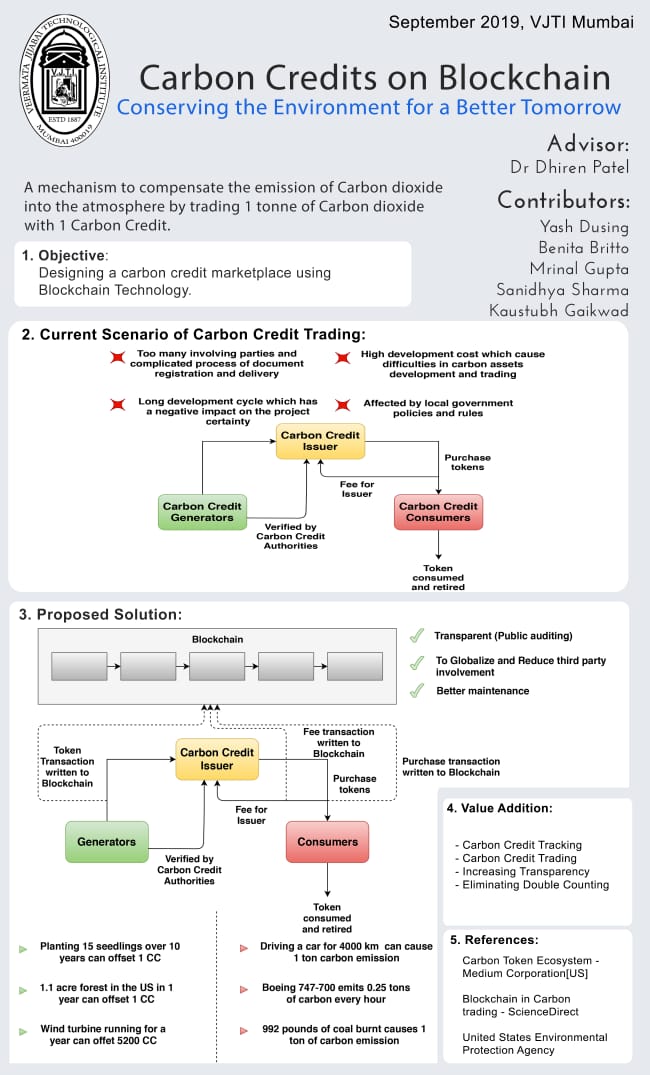 September 2019, VJTI Mumbai
VEERMATA JIJABAI TECHNOLOGICAL INSTITUTE
V.J.T.I.
ESTD 1887
MUMBAI 400019
Carbon Credits on Blockchain
Conserving the Environment for a Better Tomorrow
Advisor:
Dr Dhiren Patel
A mechanism to compensate the emission of Carbon dioxide
into the atmosphere by trading 1 tonne of Carbon dioxide
with 1 Carbon Credit.
Contributors:
Yash Dusing
Benita Britto
Mrinal Gupta
Sanidhya Sharma
Kaustubh Gaikwad
1. Objective:
Designing a carbon credit marketplace using
Blockchain Technology.
2. Current Scenario of Carbon Credit Trading:
Too many involving parties and
complicated process of document
registration and delivery
High development cost which cause
difficulties in carbon assets
development and trading
Long development cycle which has
a negative impact on the project
certainty
Affected by local government
policies and rules
Carbon Credit
Issuer
Purchase
tokens
Fee for
Issuer
Carbon Credit
Generators
Carbon Credit
Consumers
Verified by
Carbon Credit
Authorities
Token
consumed
and retired
3. Proposed Solution:
Blockchain
Transparent (Public auditing)
To Globalize and Reduce third party
involvement
Better maintenance
Token
Transaction
written to
Blockchain
Carbon Credit
Issuer
Fee transaction
written to
Blockchain
Purchase
tokens
Purchase transaction
written to Blockchain
Fee for
Issuer
Generators
Consumers
Verified by
Carbon Credit
Authorities
Token
consumed
and retired
4. Value Addition:
- Carbon Credit Tracking
- Carbon Credit Trading
- Increasing Transparency
- Eliminating Double Counting
Planting 15 seedlings over 10
years can offset 1 CC
1.1 acre forest in the US in 1
year can offset 1 CC
Wind turbine running for a
year can offet 5200 CC
Driving a car for 4000 km can cause
1 ton carbon emission
Boeing 747-700 emits 0.25 tons
of carbon every hour
992 pounds of coal burnt causes 1
ton of carbon emission
5. References:
Carbon Token Ecosystem -
Medium Corporation[US]
Blockchain in Carbon
trading - ScienceDirect
United States Environmental
Protection Agency